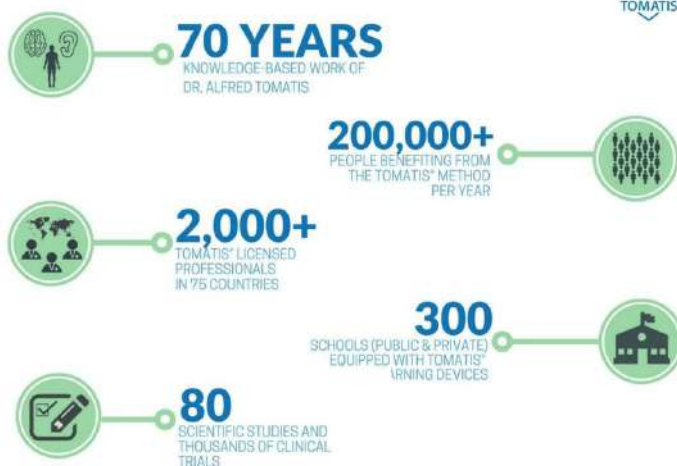 TOMATIS
70 YEARS
KNOWLEDGE-BASED WORK OF
DR. ALFRED TOMATIS
200,000+
PEOPLE BENEFITING FROM
THE TOMATIS® METHOD
PER YEAR
2,000+
TOMATIS® LICENSED
PROFESSIONALS
IN 75 COUNTRIES
300
SCHOOLS (PUBLIC & PRIVATE)
EQUIPPED WITH TOMATIS®
ARNING DEVICES
80
SCIENTIFIC STUDIES AND
THOUSANDS OF CLINICAL
TRIALS